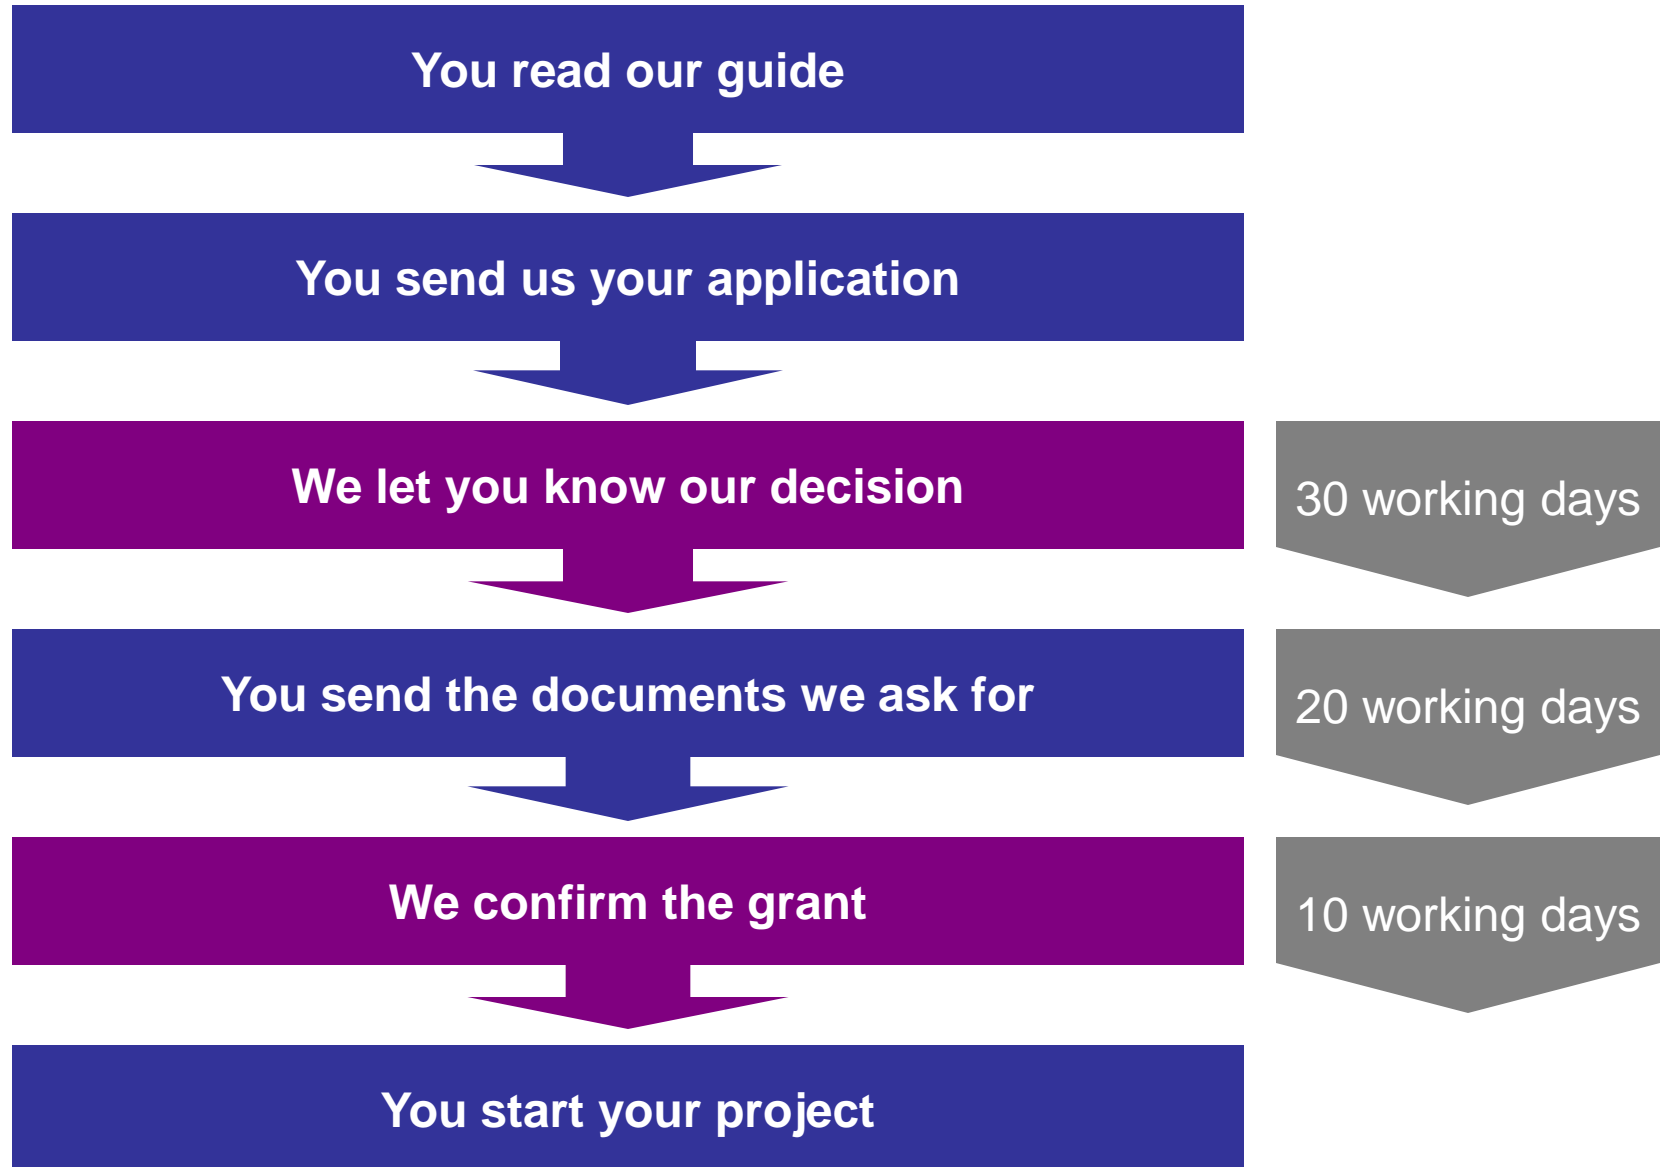 You read our guide
You send us your application
We let you know our decision
30 working days
You send the documents we ask for
20 working days
We confirm the grant
10 working days
You start your project